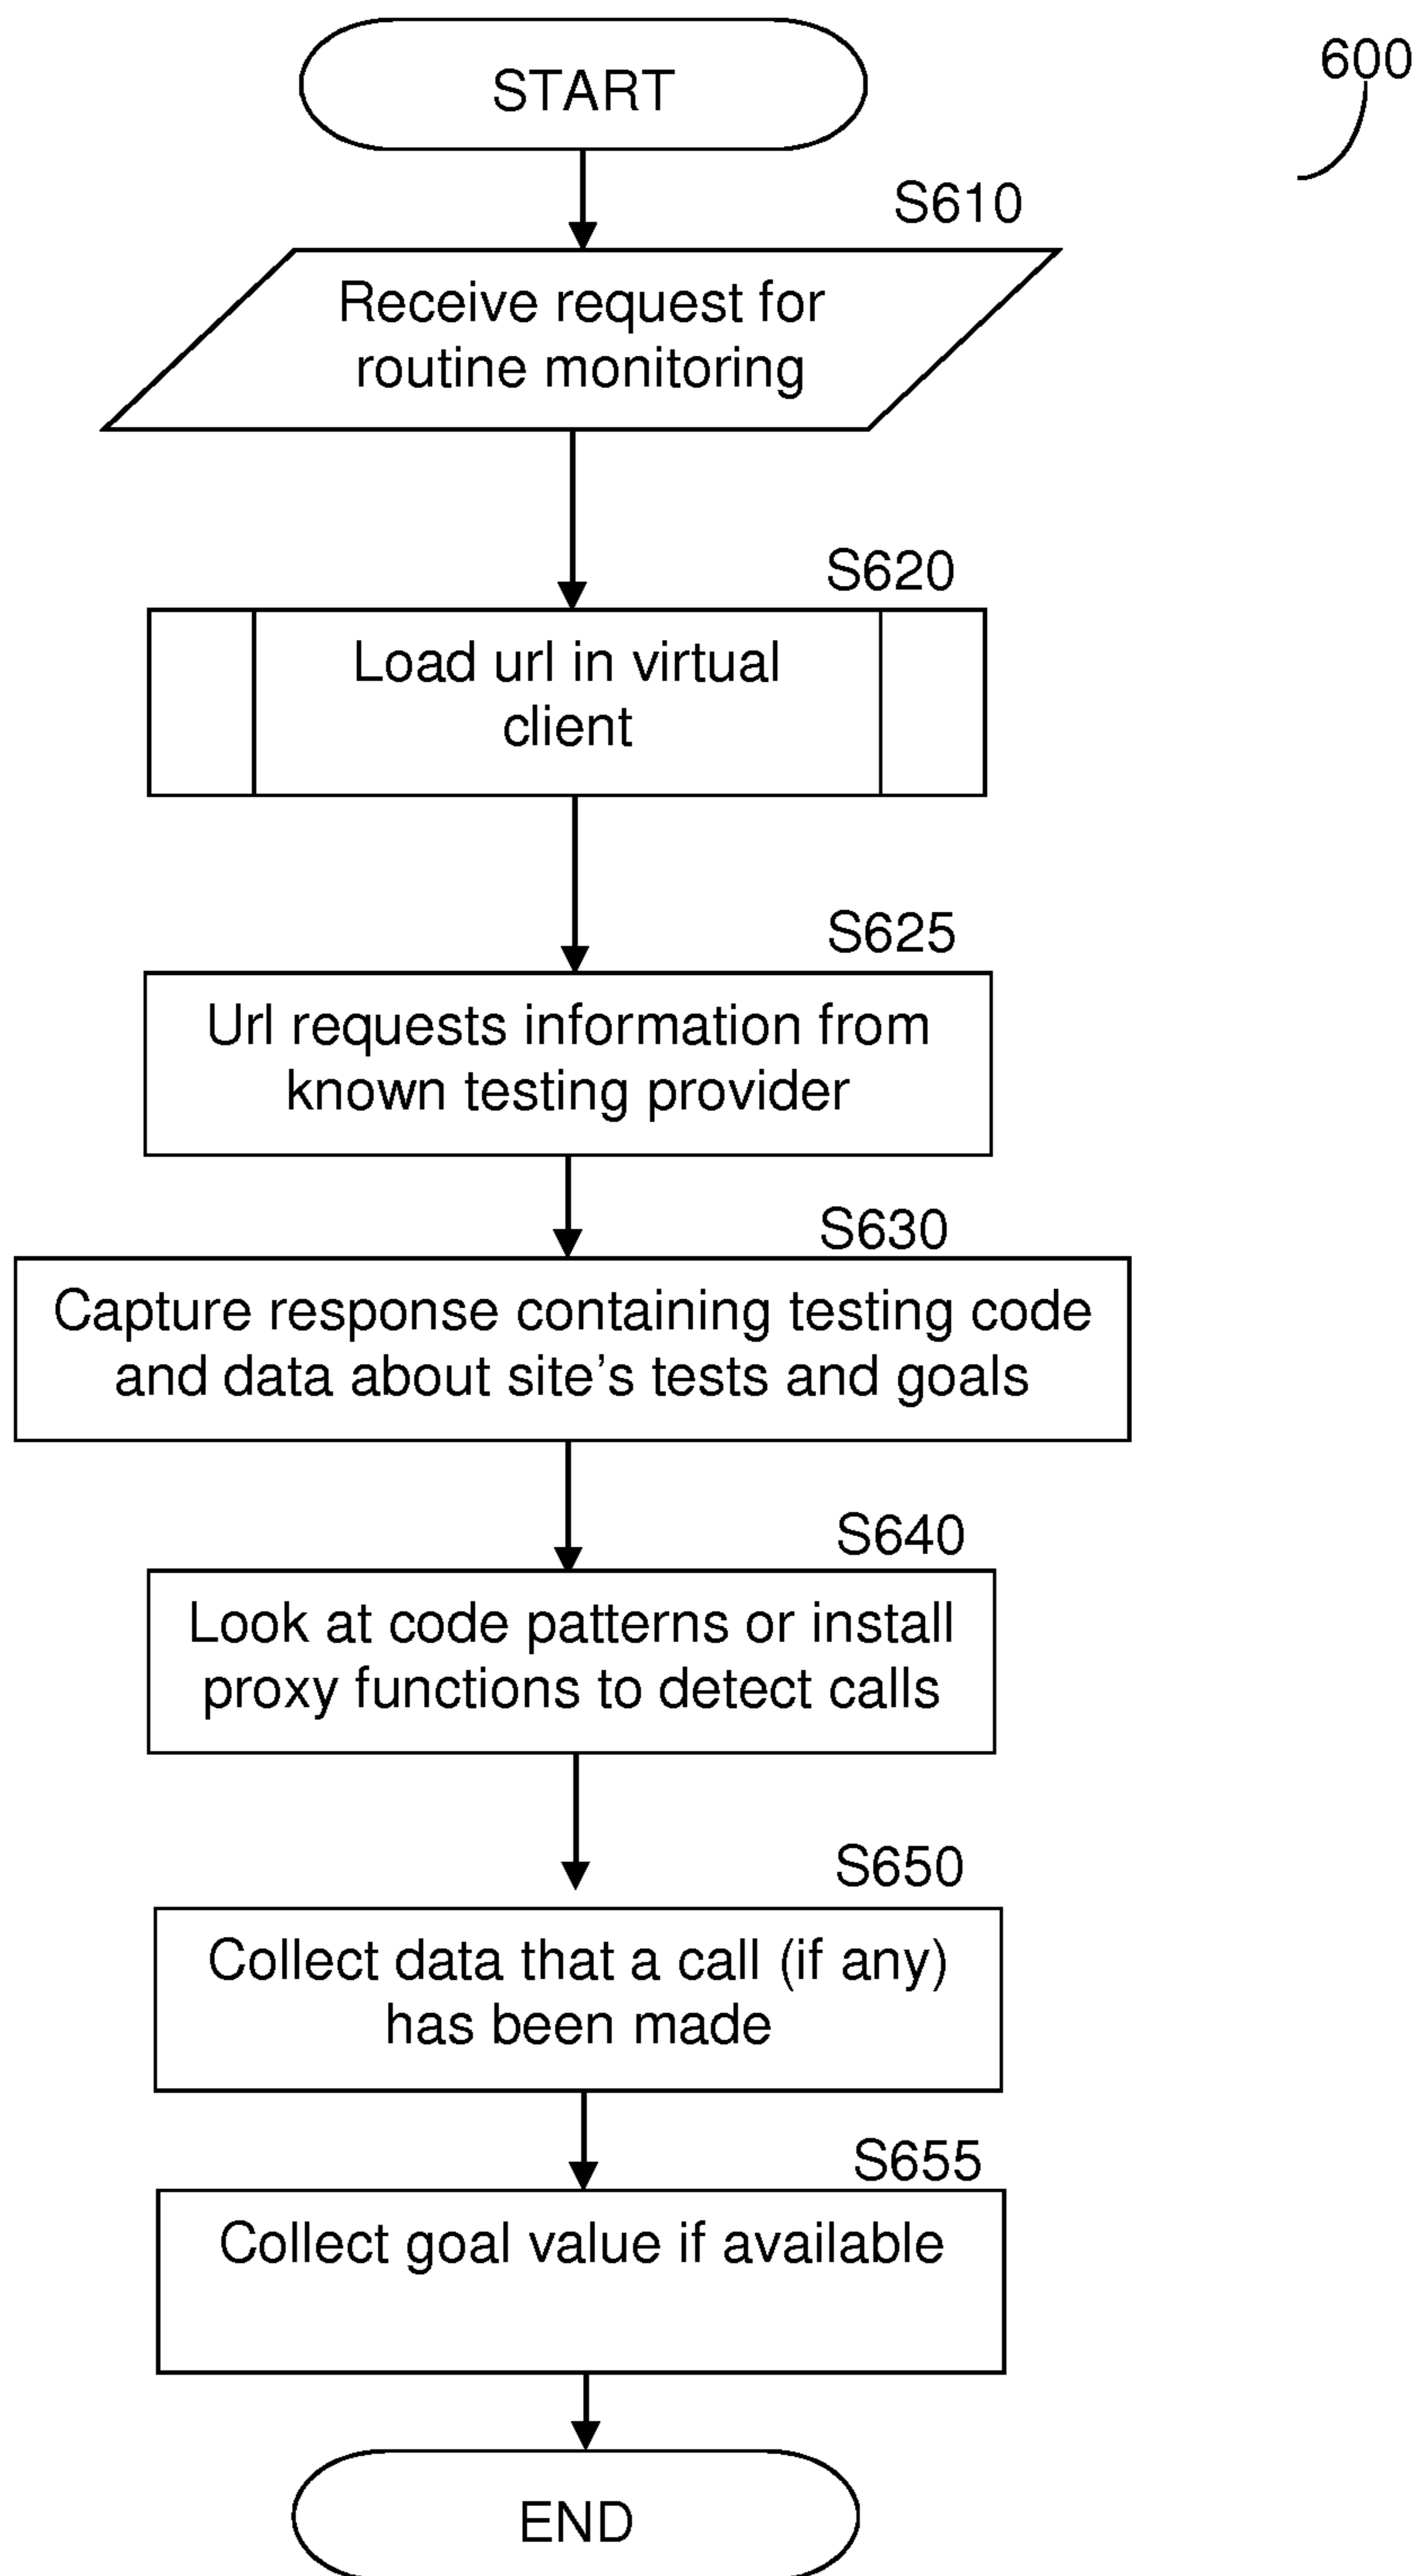 START
600
S610
Receive request for
routine monitoring
S620
Load url in virtual
client
S625
Url requests information from
known testing provider
S630
Capture response containing testing code
and data about site's tests and goals
S640
Look at code patterns or install
proxy functions to detect calls
S650
Collect data that a call (if any)
has been made
S655
Collect goal value if available
END